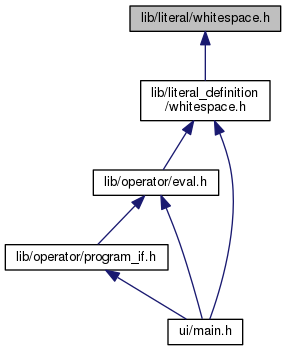 lib/literal/whitespace.h
lib/literal_definition
/whitespace.h
lib/operator/eval.h
lib/operator/program_if.h
ui/main.h